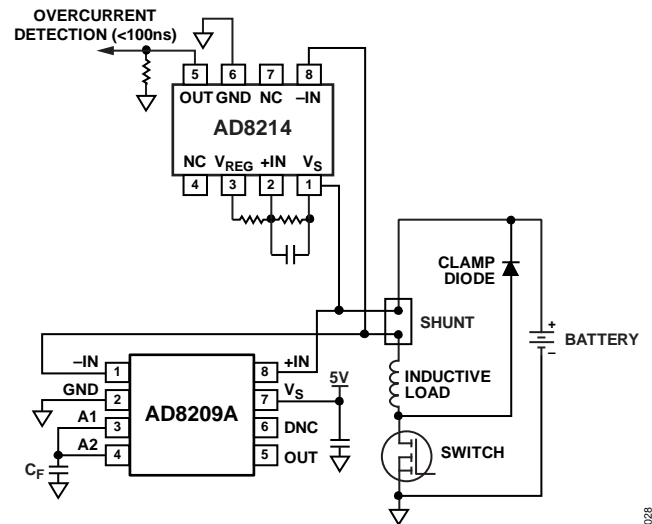 OVERCURRENT
DETECTION (<100ns)
5 6 7 8
OUT GND NC –IN
AD8214
NC VREG +IN VS
4 3 2 1
CLAMP
DIODE
SHUNT
+
BATTERY
–
INDUCTIVE
LOAD
SWITCH
–IN 1
GND 2
A1 3
A2 4
CF
AD8209A
8 +IN
7 VS
5V
6 DNC
5 OUT
028